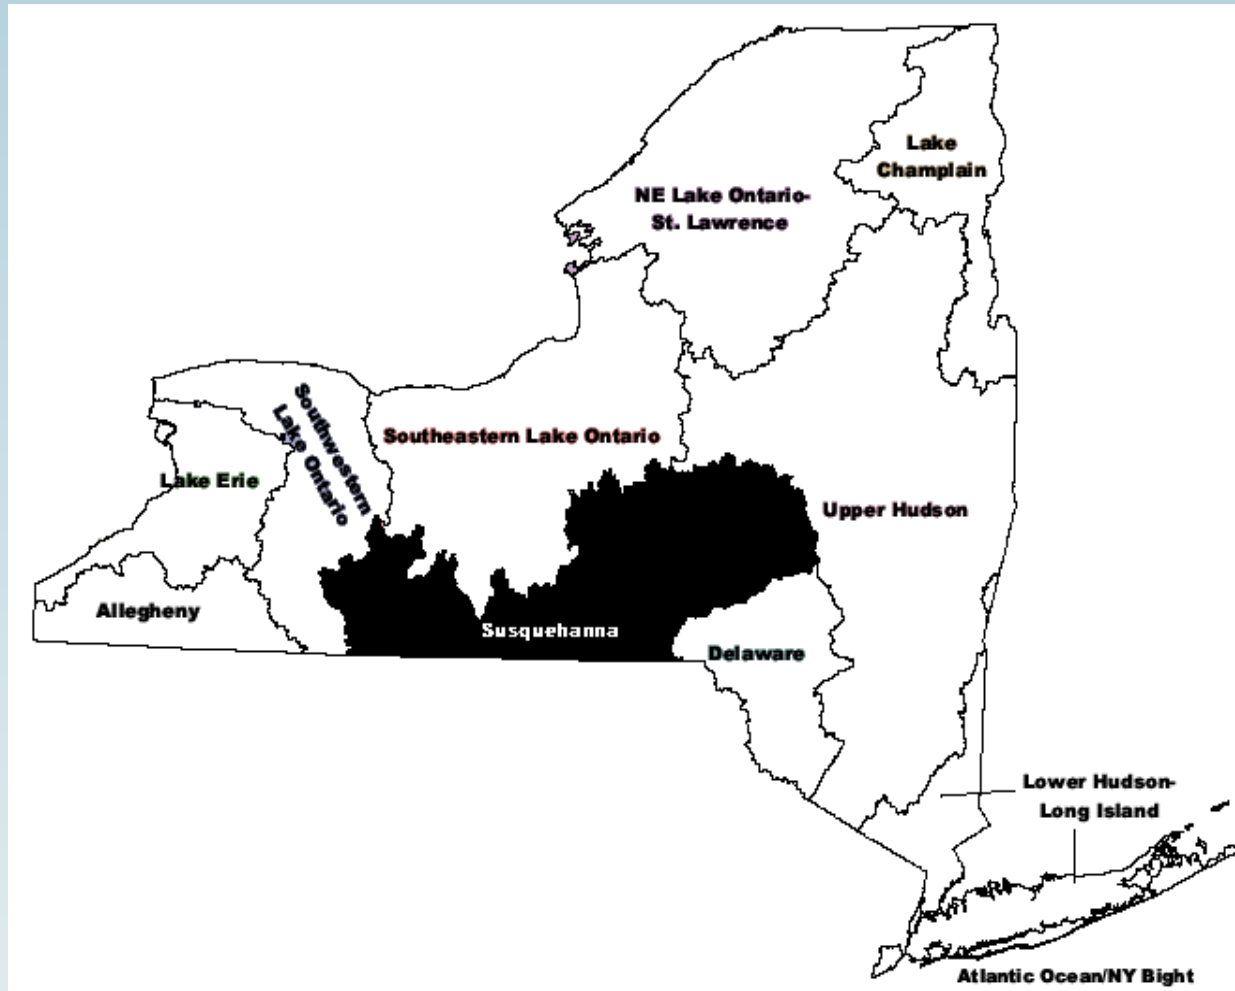 Lake
Champlain
NE Lake Ontario-
St. Lawrence
Southwestern
Lake Ontario
Southeastern Lake Ontario
Lake Erie
Upper Hudson
Allegheny
Susquehanna
Delaware
Lower Hudson-
Long Island
Atlantic Ocean/NY Bight